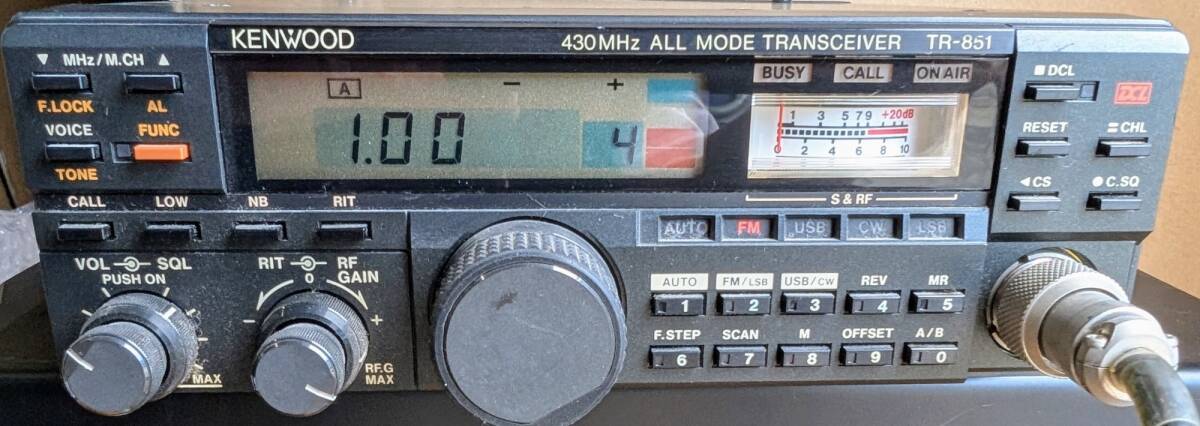 KENWOOD 430MHz ALL MODE TRANSCEIVER TR-851
▼ MHz/M.CH ▲
F.LOCK AL
VOICE FUNC
TONE
A − +
1.00 4
BUSY CALL ON AIR
1 3 5 7 9 +20dB
0 2 4 6 8 10
S & RF
■ DCL DCL
RESET = CHL
◀ CS ● C.SQ
CALL LOW NB RIT
AUTO FM USB CW LSB
VOL SQL
PUSH ON
MAX
RIT RF
0 GAIN
− +
RF.G
MAX
AUTO FM/LSB USB/CW REV MR
1 2 3 4 5
F.STEP SCAN M OFFSET A/B
6 7 8 9 0